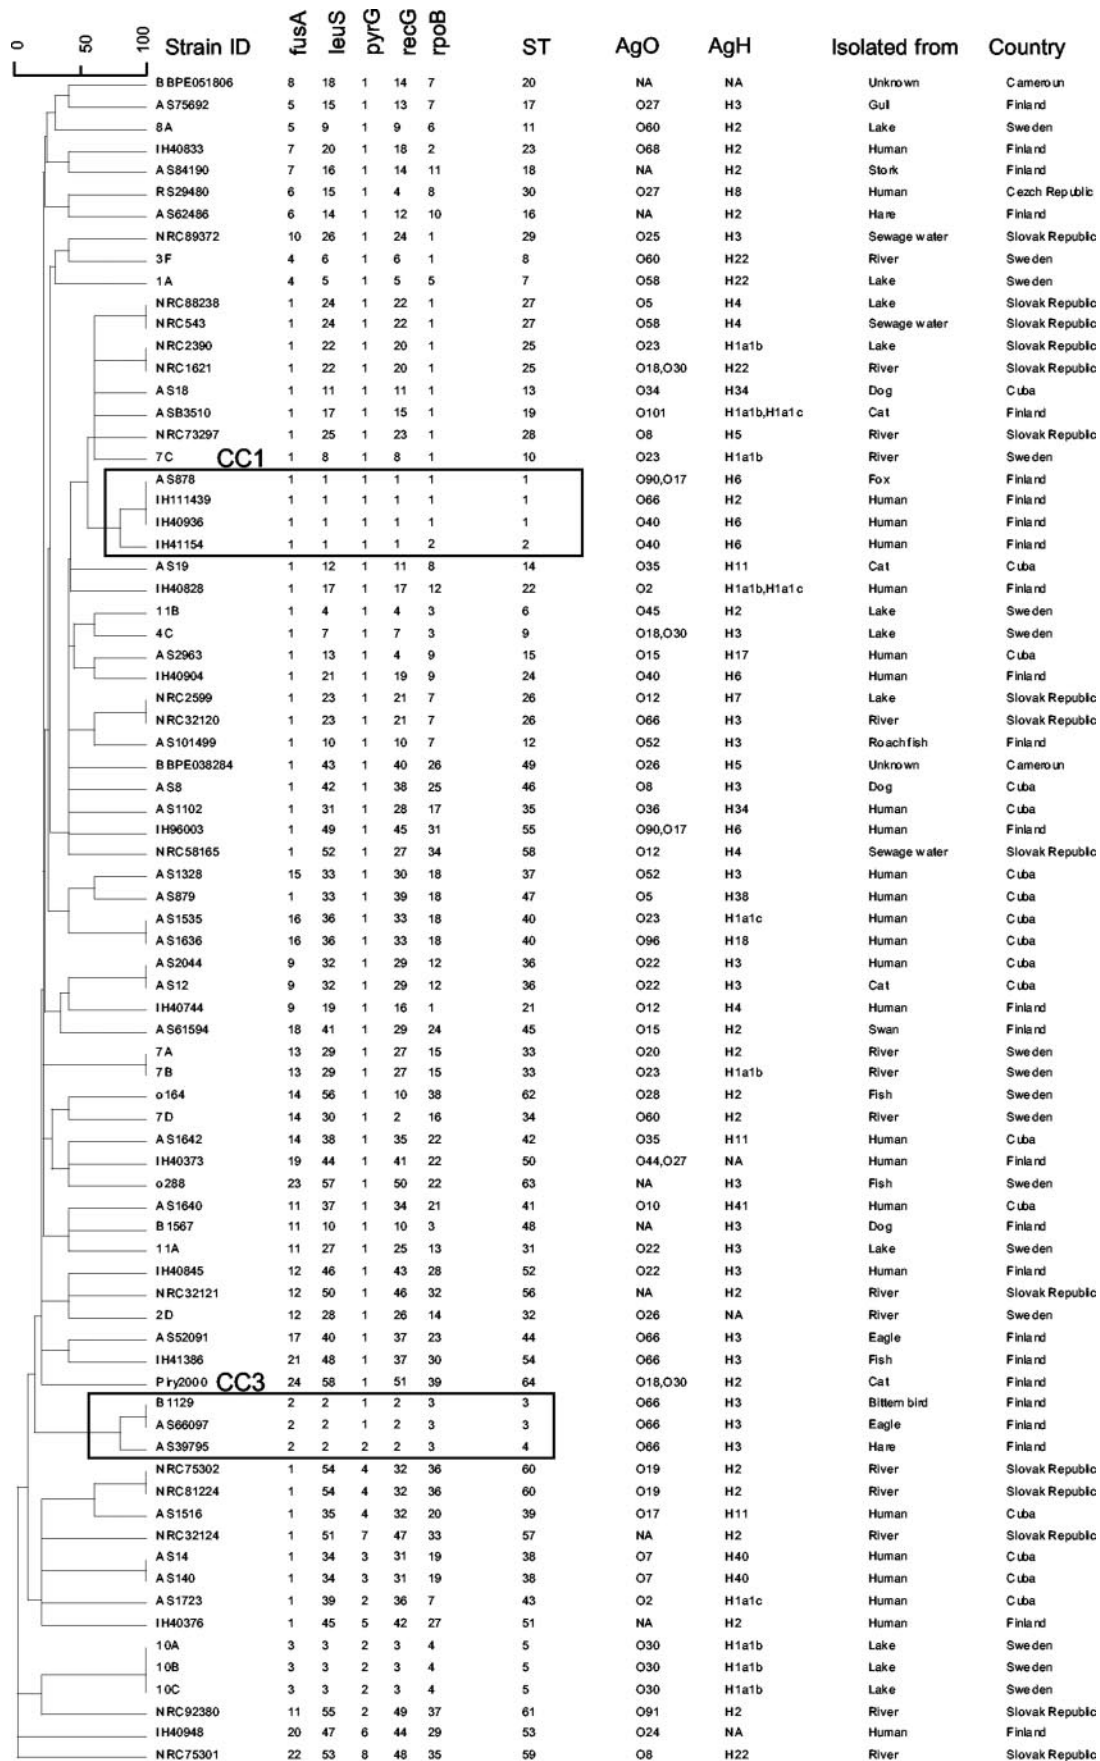 0 50 100 Strain ID fusA leuS pyrG recG rpoB ST AgO AgH Isolated from Country
BBPE051806 8 18 1 14 7 20 NA NA Unknown Cameroun
AS75692 5 15 1 13 7 17 O27 H3 Gull Finland
8A 5 9 1 9 6 11 O60 H2 Lake Sweden
IH40833 7 20 1 18 2 23 O68 H2 Human Finland
AS84190 7 16 1 14 11 18 NA H2 Stork Finland
RS29480 6 15 1 4 8 30 O27 H8 Human Cezch Republic
AS62486 6 14 1 12 10 16 NA H2 Hare Finland
NRC89372 10 26 1 24 1 29 O25 H3 Sewage water Slovak Republic
3F 4 6 1 6 1 8 O60 H22 River Sweden
1A 4 5 1 5 5 7 O58 H22 Lake Sweden
NRC88238 1 24 1 22 1 27 O5 H4 Lake Slovak Republic
NRC543 1 24 1 22 1 27 O58 H4 Sewage water Slovak Republic
NRC2390 1 22 1 20 1 25 O23 H1a1b Lake Slovak Republic
NRC1621 1 22 1 20 1 25 O18,O30 H22 River Slovak Republic
AS18 1 11 1 11 1 13 O34 H34 Dog Cuba
ASB3510 1 17 1 15 1 19 O101 H1a1b,H1a1c Cat Finland
NRC73297 1 25 1 23 1 28 O8 H5 River Slovak Republic
7C CC1 1 8 1 8 1 10 O23 H1a1b River Sweden
AS878 1 1 1 1 1 1 O90,O17 H6 Fox Finland
IH111439 1 1 1 1 1 1 O66 H2 Human Finland
IH40936 1 1 1 1 1 1 O40 H6 Human Finland
IH41154 1 1 1 1 2 2 O40 H6 Human Finland
AS19 1 12 1 11 8 14 O35 H11 Cat Cuba
IH40828 1 17 1 17 12 22 O2 H1a1b,H1a1c Human Finland
11B 1 4 1 4 3 6 O45 H2 Lake Sweden
4C 1 7 1 7 3 9 O18,O30 H3 Lake Sweden
AS2963 1 13 1 4 9 15 O15 H17 Human Cuba
IH40904 1 21 1 19 9 24 O40 H6 Human Finland
NRC2599 1 23 1 21 7 26 O12 H7 Lake Slovak Republic
NRC32120 1 23 1 21 7 26 O66 H3 River Slovak Republic
AS101499 1 10 1 10 7 12 O52 H3 Roachfish Finland
BBPE038284 1 43 1 40 26 49 O26 H5 Unknown Cameroun
AS8 1 42 1 38 25 46 O8 H3 Dog Cuba
AS1102 1 31 1 28 17 35 O36 H34 Human Cuba
IH96003 1 49 1 45 31 55 O90,O17 H6 Human Finland
NRC58165 1 52 1 27 34 58 O12 H4 Sewage water Slovak Republic
AS1328 15 33 1 30 18 37 O52 H3 Human Cuba
AS879 1 33 1 39 18 47 O5 H38 Human Cuba
AS1535 16 36 1 33 18 40 O23 H1a1c Human Cuba
AS1636 16 36 1 33 18 40 O96 H18 Human Cuba
AS2044 9 32 1 29 12 36 O22 H3 Human Cuba
AS12 9 32 1 29 12 36 O22 H3 Cat Cuba
IH40744 9 19 1 16 1 21 O12 H4 Human Finland
AS61594 18 41 1 29 24 45 O15 H2 Swan Finland
7A 13 29 1 27 15 33 O20 H2 River Sweden
7B 13 29 1 27 15 33 O23 H1a1b River Sweden
o164 14 56 1 10 38 62 O28 H2 Fish Sweden
7D 14 30 1 2 16 34 O60 H2 River Sweden
AS1642 14 38 1 35 22 42 O35 H11 Human Cuba
IH40373 19 44 1 41 22 50 O44,O27 NA Human Finland
o288 23 57 1 50 22 63 NA H3 Fish Sweden
AS1640 11 37 1 34 21 41 O10 H41 Human Cuba
B1567 11 10 1 10 3 48 NA H3 Dog Finland
11A 11 27 1 25 13 31 O22 H3 Lake Sweden
IH40845 12 46 1 43 28 52 O22 H3 Human Finland
NRC32121 12 50 1 46 32 56 NA H2 River Slovak Republic
2D 12 28 1 26 14 32 O26 NA River Sweden
AS52091 17 40 1 37 23 44 O66 H3 Eagle Finland
IH41386 21 48 1 37 30 54 O66 H3 Fish Finland
Piry2000 CC3 24 58 1 51 39 64 O18,O30 H2 Cat Finland
B1129 2 2 1 2 3 3 O66 H3 Bittern bird Finland
AS66097 2 2 1 2 3 3 O66 H3 Eagle Finland
AS39795 2 2 2 2 3 4 O66 H3 Hare Finland
NRC75302 1 54 4 32 36 60 O19 H2 River Slovak Republic
NRC81224 1 54 4 32 36 60 O19 H2 River Slovak Republic
AS1516 1 35 4 32 20 39 O17 H11 Human Cuba
NRC32124 1 51 7 47 33 57 NA H2 River Slovak Republic
AS14 1 34 3 31 19 38 O7 H40 Human Cuba
AS140 1 34 3 31 19 38 O7 H40 Human Cuba
AS1723 1 39 2 36 7 43 O2 H1a1c Human Cuba
IH40376 1 45 5 42 27 51 NA H2 Human Finland
10A 3 3 2 3 4 5 O30 H1a1b Lake Sweden
10B 3 3 2 3 4 5 O30 H1a1b Lake Sweden
10C 3 3 2 3 4 5 O30 H1a1b Lake Sweden
NRC92380 11 55 2 49 37 61 O91 H2 River Slovak Republic
IH40948 20 47 6 44 29 53 O24 NA Human Finland
NRC75301 22 53 8 48 35 59 O8 H22 River Slovak Republic